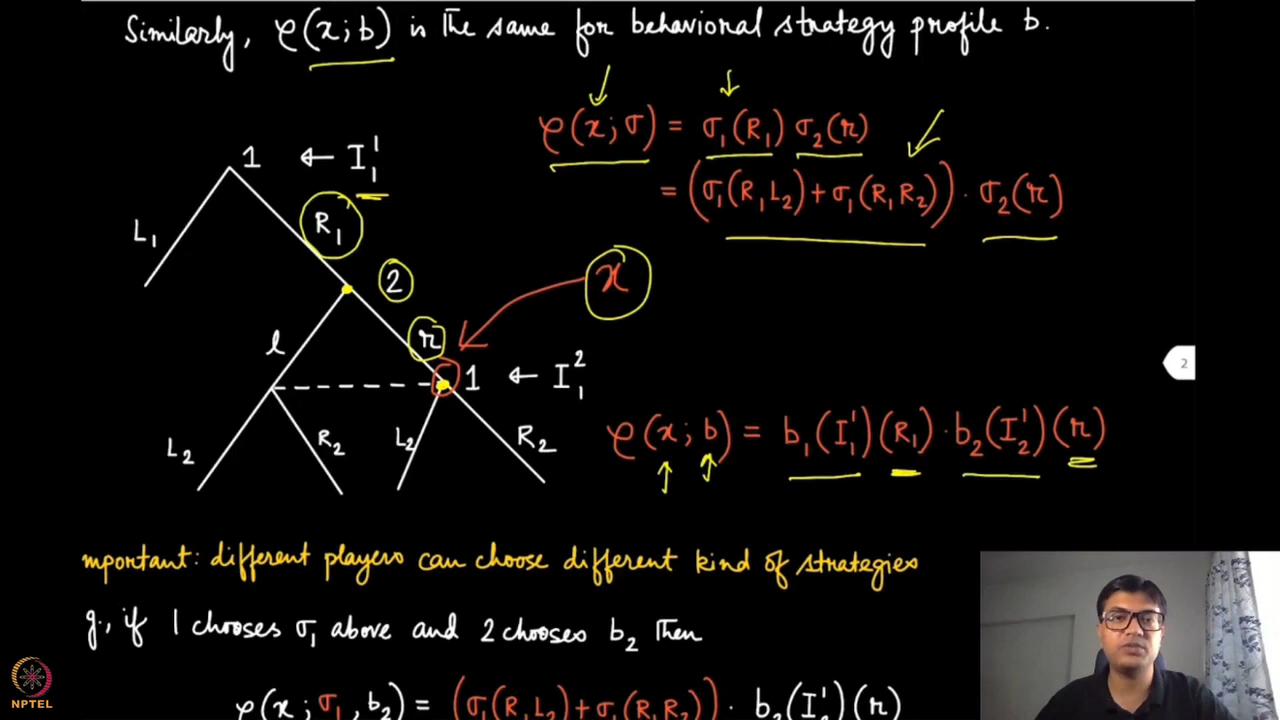 Similarly, ρ(x;b) is the same for behavioral strategy profile b.
ρ(x;σ) = σ₁(R₁) σ₂(r)
= (σ₁(R₁L₂)+σ₁(R₁R₂)) · σ₂(r)
1 ← I₁¹
L₁
R₁
2
x
l
r
1 ← I₁²
L₂
R₂
L₂
R₂
ρ(x; b) = b₁(I₁¹)(R₁) · b₂(I₂¹)(r)
mportant: different players can choose different kind of strategies
g., if 1 chooses σ₁ above and 2 chooses b₂ then
ρ(x; σ₁, b₂) = (σ₁(R₁L₂)+σ₁(R₁R₂)) · b₂(I₂¹)(r)
2
NPTEL